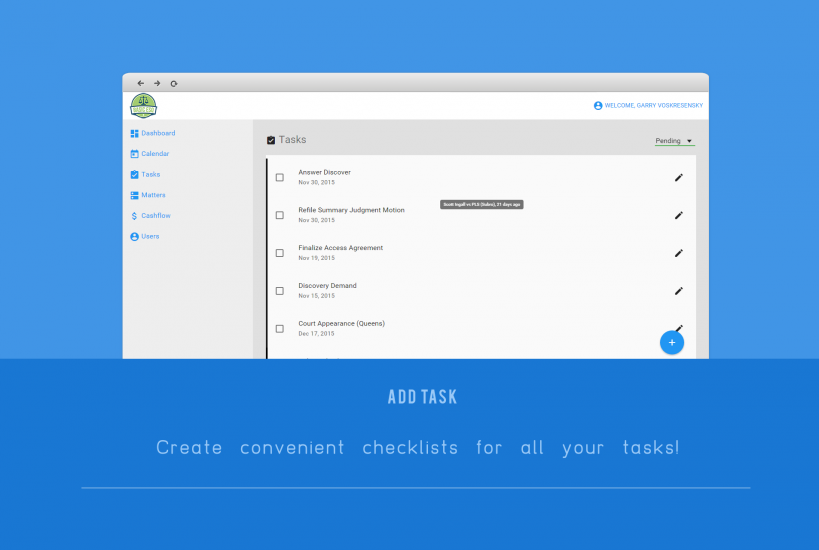 WELCOME, GARRY VOSKRESENSKY
Dashboard
Calendar
Tasks
Matters
Cashflow
Users
Tasks
Pending
Answer Discover
Nov 30, 2015
Scott Ingall vs PLS (Sales), 21 days ago
Refile Summary Judgment Motion
Nov 30, 2015
Finalize Access Agreement
Nov 19, 2015
Discovery Demand
Nov 15, 2015
Court Appearance (Queens)
Dec 17, 2015
ADD TASK
Create convenient checklists for all your tasks!